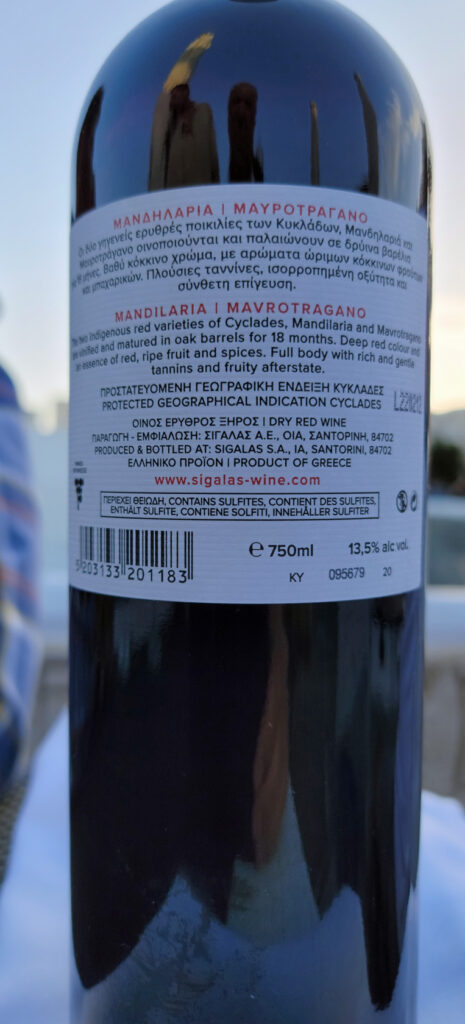 ΜΑΝΔΗΛΑΡΙΑ | ΜΑΥΡΟΤΡΑΓΑΝΟ
Οι δύο γηγενείς ερυθρές ποικιλίες των Κυκλάδων, Μανδηλαριά και
Μαυροτράγανο οινοποιούνται και παλαιώνουν σε δρύινα βαρέλια
18 μήνες. Βαθύ κόκκινο χρώμα, με αρώματα ώριμων κόκκινων φρούτων
και μπαχαρικών. Πλούσιες ταννίνες, ισορροπημένη οξύτητα και
σύνθετη επίγευση.
MANDILARIA | MAVROTRAGANO
The two Indigenous red varieties of Cyclades, Mandilaria and Mavrotragano
are vinified and matured in oak barrels for 18 months. Deep red colour and
an essence of red, ripe fruit and spices. Full body with rich and gentle
tannins and fruity afterstate.
ΠΡΟΣΤΑΤΕΥΟΜΕΝΗ ΓΕΩΓΡΑΦΙΚΗ ΕΝΔΕΙΞΗ ΚΥΚΛΑΔΕΣ
PROTECTED GEOGRAPHICAL INDICATION CYCLADES
ΟΙΝΟΣ ΕΡΥΘΡΟΣ ΞΗΡΟΣ | DRY RED WINE
ΠΑΡΑΓΩΓΗ - ΕΜΦΙΑΛΩΣΗ: ΣΙΓΑΛΑΣ Α.Ε., ΟΙΑ, ΣΑΝΤΟΡΙΝΗ, 84702
PRODUCED & BOTTLED AT: SIGALAS S.A., IA, SANTORINI, 84702
ΕΛΛΗΝΙΚΟ ΠΡΟΪΟΝ | PRODUCT OF GREECE
www.sigalas-wine.com
ΠΕΡΙΕΧΕΙ ΘΕΙΩΔΗ, CONTAINS SULFITES, CONTIENT DES SULFITES,
ENTHÄLT SULFITE, CONTIENE SOLFITI, INNEHÅLLER SULFITER
5 203133 201183
e 750ml 13,5% alc vol.
KY 095679 20